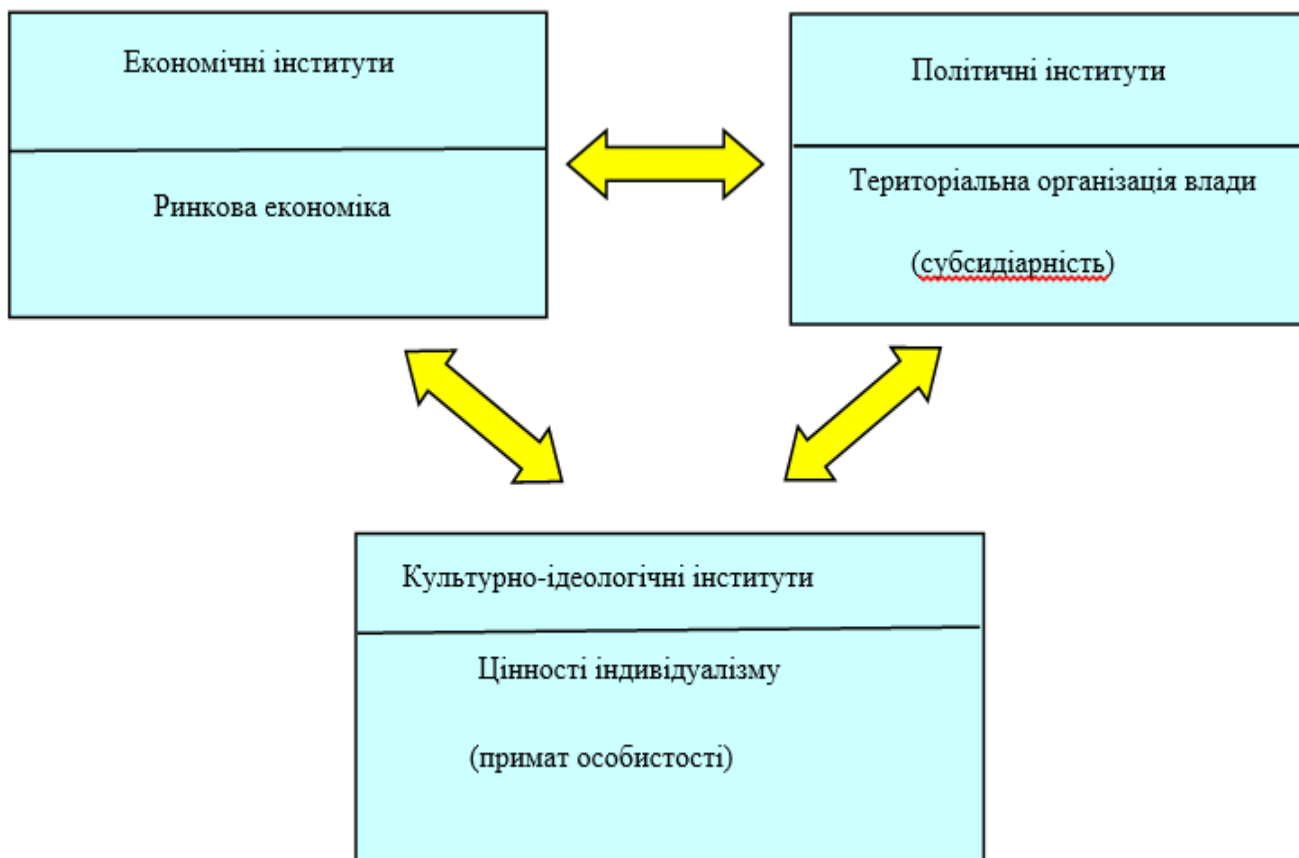 Економічні інститути
Ринкова економіка
Політичні інститути
Територіальна організація влади
(субсидіарність)
Культурно-ідеологічні інститути
Цінності індивідуалізму
(примат особистості)